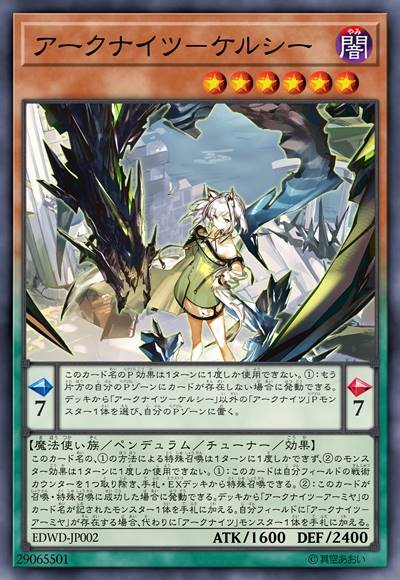 アークナイツ－ケルシー
闇
やみ
このカード名のP効果は1ターンに1度しか使用できない。①：もう
片方の自分のPゾーンにカードが存在しない場合に発動できる。
デッキから「アークナイツーケルシー」以外の「アークナイツ」Pモ
ンスター1体を選び、自分のPゾーンに置く。
7
7
【魔法使い族／ペンデュラム／チューナー／効果】
このカード名の、①の方法による特殊召喚は1ターンに1度しかできず、②のモン
スター効果は1ターンに1度しか使用できない。①：このカードは自分フィールドの戦術
カウンターを1つ取り除き、手札・EXデッキから特殊召喚できる。②：このカードが
召喚・特殊召喚に成功した場合に発動できる。デッキから「アークナイツーアーミヤ」の
カード名が記されたモンスター1体を手札に加える。自分フィールドに「アークナイツーアー
ミヤ」が存在する場合、代わりに「アークナイツ」モンスター1体を手札に加える。
EDWD-JP002
ATK/1600 DEF/2400
29065501
©其空あおい